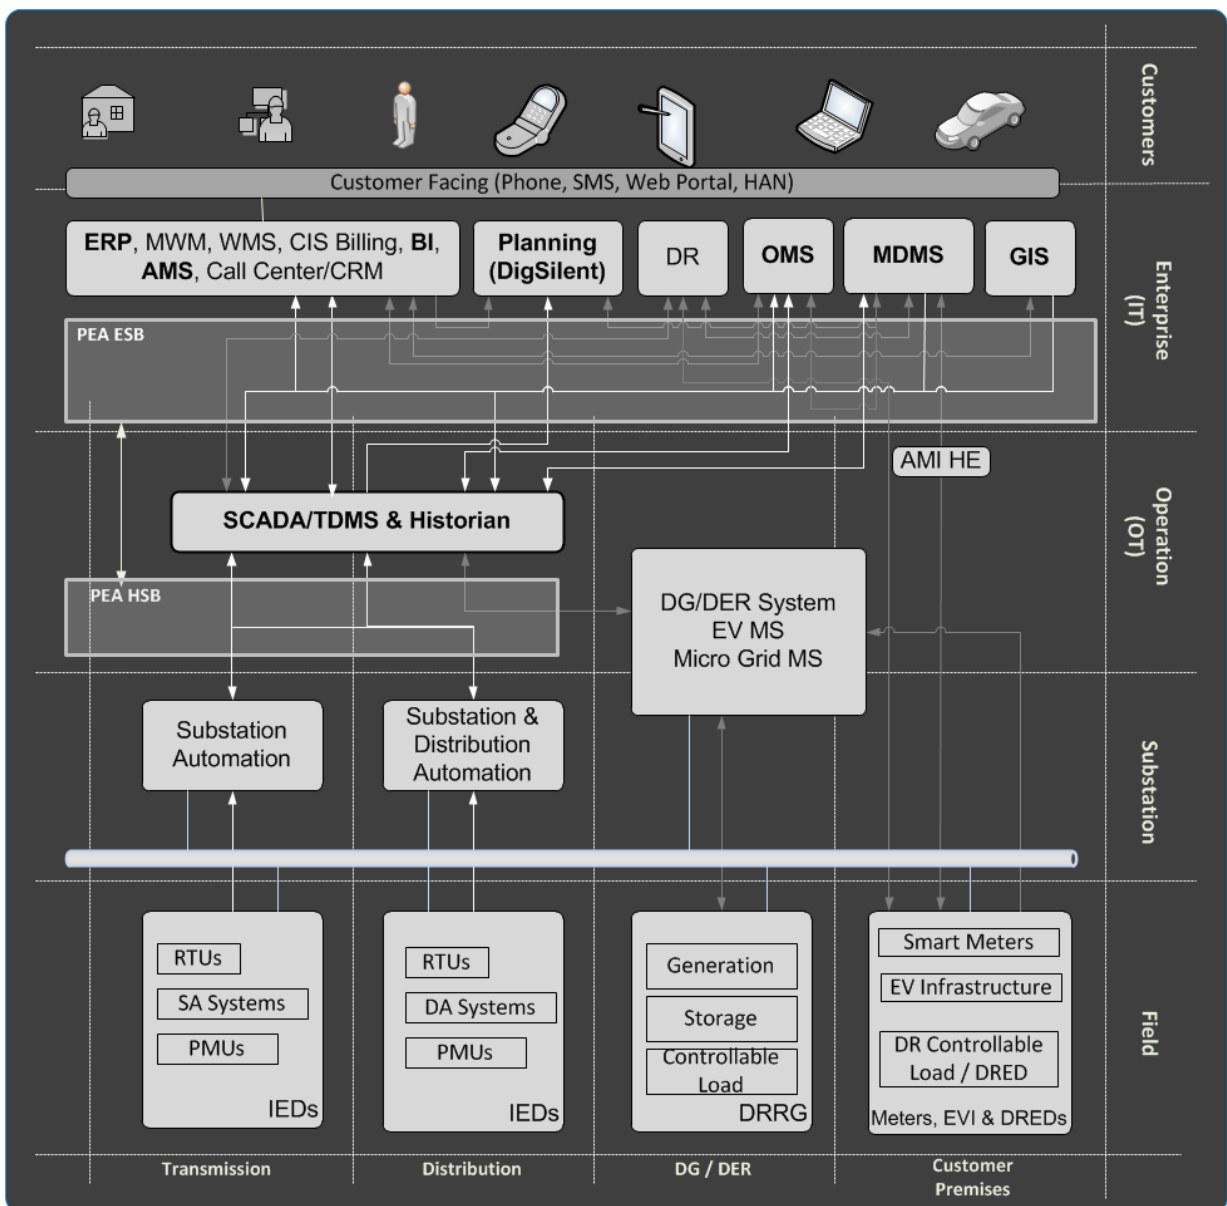 Customers
Customer Facing (Phone, SMS, Web Portal, HAN)
ERP, MWM, WMS, CIS Billing, BI,
AMS, Call Center/CRM
Planning
(DigSilent)
DR
OMS
MDMS
GIS
Enterprise
(IT)
PEA ESB
AMI HE
Operation
(OT)
SCADA/TDMS & Historian
PEA HSB
DG/DER System
EV MS
Micro Grid MS
Substation
Automation
Substation &
Distribution
Automation
Substation
RTUs
SA Systems
PMUs
IEDs
RTUs
DA Systems
PMUs
IEDs
Generation
Storage
Controllable
Load
DRRG
Smart Meters
EV Infrastructure
DR Controllable
Load / DRED
Meters, EVI & DREDs
Field
Transmission
Distribution
DG / DER
Customer
Premises